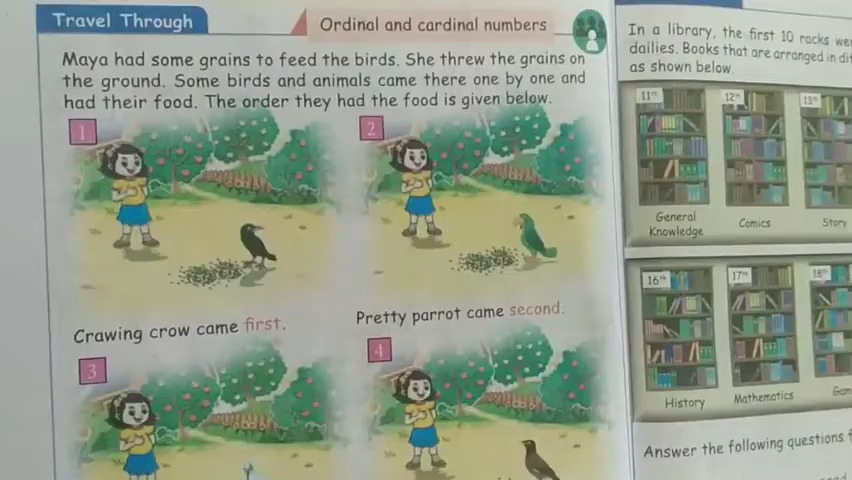 Travel Through
Ordinal and cardinal numbers
Maya had some grains to feed the birds. She threw the grains on
the ground. Some birds and animals came there one by one and
had their food. The order they had the food is given below.
1
2
Crawing crow came first.
Pretty parrot came second.
3
4
In a library, the first 10 racks
dailies. Books that are arranged in
as shown below.
11th
12th
13th
General
Knowledge
Comics
Story
16th
17th
18th
History
Mathematics
Answer the following questions